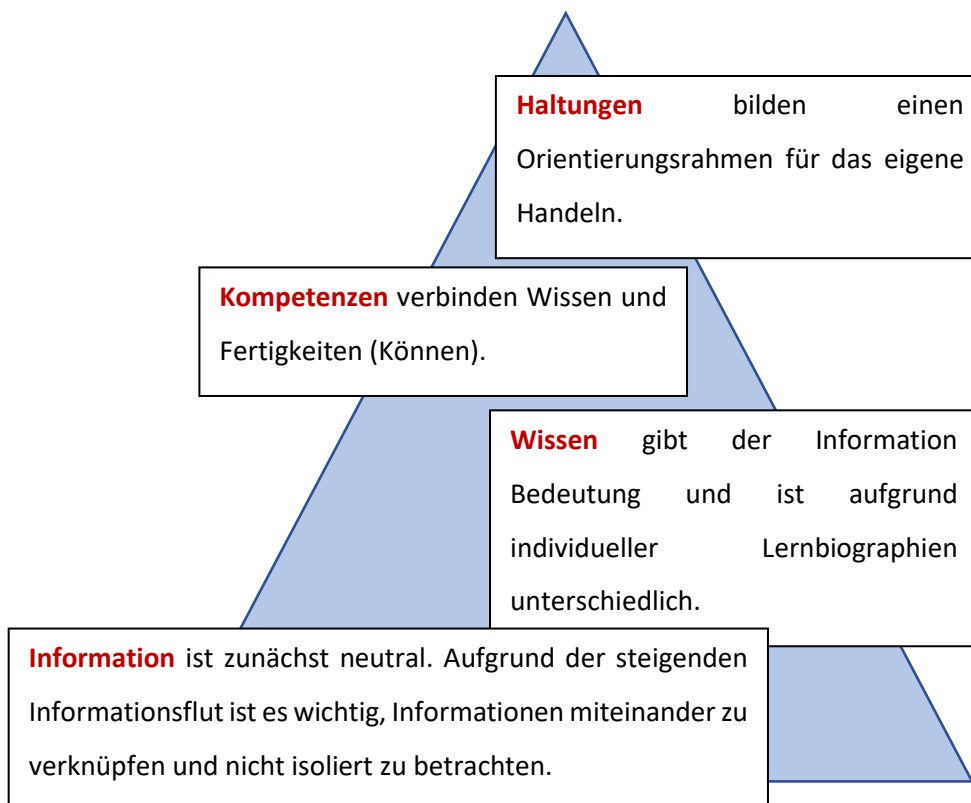 Haltungen bilden einen
Orientierungsrahmen für das eigene
Handeln.
Kompetenzen verbinden Wissen und
Fertigkeiten (Können).
Wissen gibt der Information
Bedeutung und ist aufgrund
individueller Lernbiographien
unterschiedlich.
Information ist zunächst neutral. Aufgrund der steigenden
Informationsflut ist es wichtig, Informationen miteinander zu
verknüpfen und nicht isoliert zu betrachten.